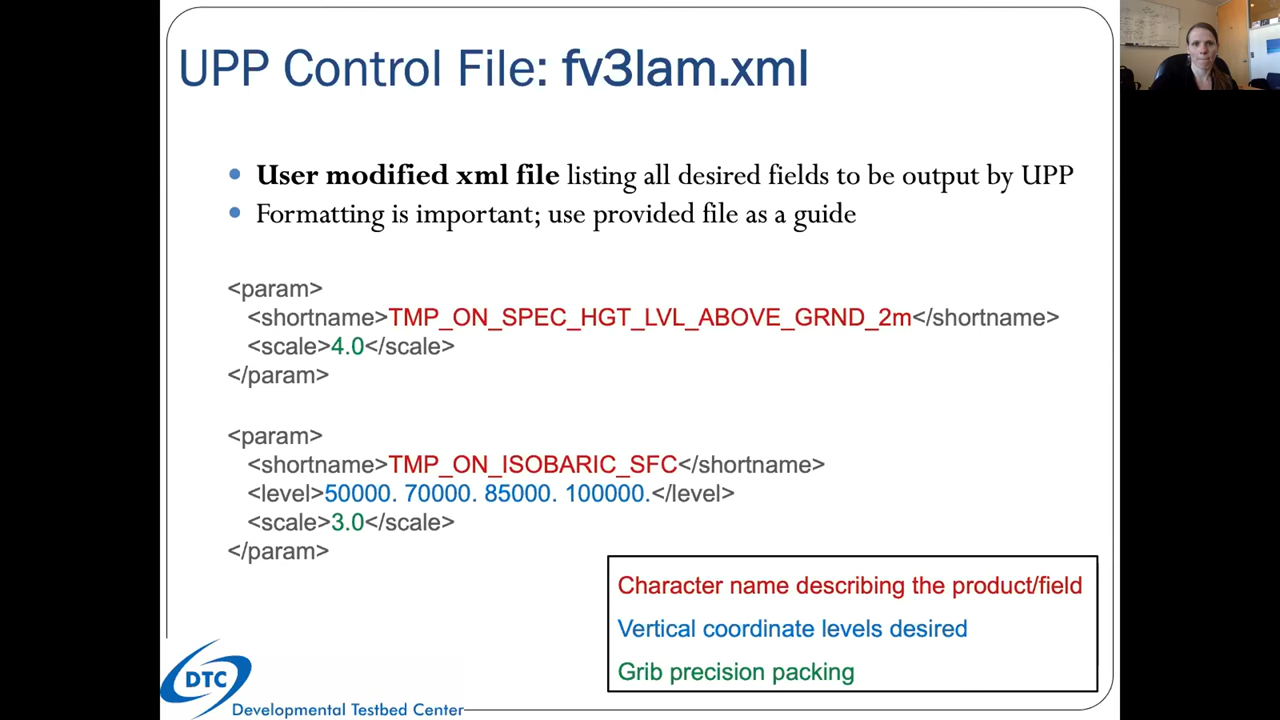 UPP Control File: fv3lam.xml
• User modified xml file listing all desired fields to be output by UPP
• Formatting is important; use provided file as a guide
<param>
<shortname>TMP_ON_SPEC_HGT_LVL_ABOVE_GRND_2m</shortname>
<scale>4.0</scale>
</param>
<param>
<shortname>TMP_ON_ISOBARIC_SFC</shortname>
<level>50000. 70000. 85000. 100000.</level>
<scale>3.0</scale>
</param>
Character name describing the product/field
Vertical coordinate levels desired
Grib precision packing
DTC
Developmental Testbed Center